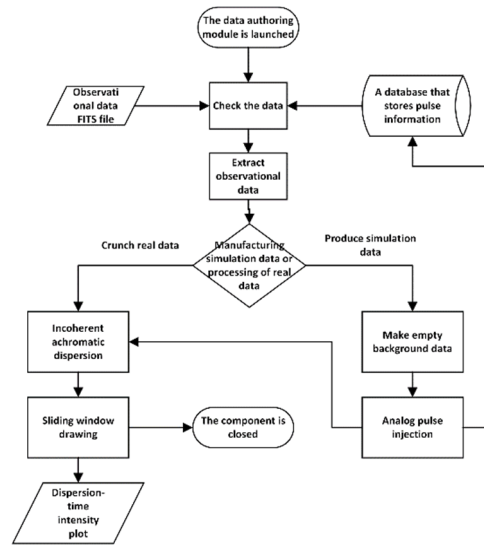 The data authoring
module is launched
Observati
onal data
FITS file
Check the data
A database that
stores pulse
information
Extract
observational
data
Crunch real data
Manufacturing
simulation data or
processing of real
data
Produce simulation
data
Incoherent
achromatic
dispersion
Make empty
background data
Sliding window
drawing
The component is
closed
Analog pulse
injection
Dispersion-
time
intensity
plot